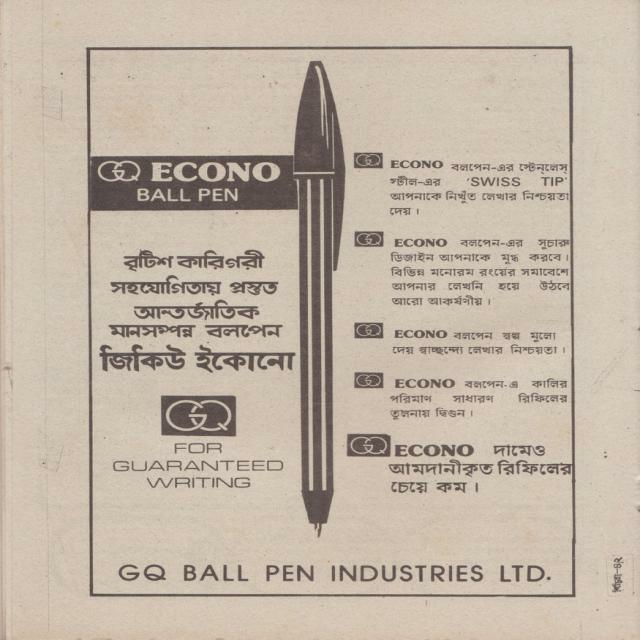 GQ ECONO
BALL PEN
বৃটিশ কারিগরী
সহযোগিতায় প্রস্তুত
আন্তর্জাতিক
মানসম্পন্ন বলপেন
জিকিউ ইকোনো
GQ
FOR
GUARANTEED
WRITING
GQ ECONO বলপেন-এর স্টেনলেস্
স্টীল-এর 'SWISS TIP'
আপনাকে নিখুঁত লেখার নিশ্চয়তা
দেয়।
GQ ECONO বলপেন-এর সুচারু
ডিজাইন আপনাকে মুগ্ধ করবে।
বিভিন্ন মনোরম রংয়ের সমাবেশে
আপনার লেখনি হয়ে উঠবে
আরো আকর্ষণীয়।
GQ ECONO বলপেন স্বল্প মূল্যে
দেয় স্বাচ্ছন্দ্যে লেখার নিশ্চয়তা।
GQ ECONO বলপেন-এ কালির
পরিমাণ সাধারণ রিফিলের
তুলনায় দ্বিগুন।
GQ ECONO দামেও
আমদানীকৃত রিফিলের
চেয়ে কম।
GQ BALL PEN INDUSTRIES LTD.